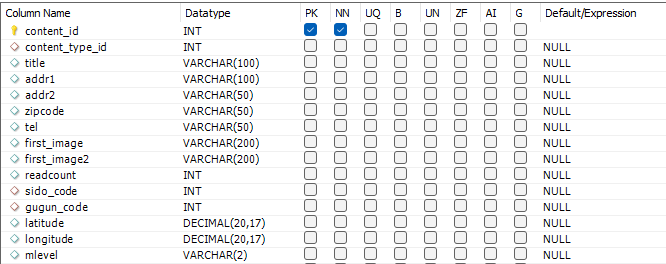 Column Name Datatype PK NN UQ B UN ZF AI G Default/Expression
content_id INT
content_type_id INT NULL
title VARCHAR(100) NULL
addr1 VARCHAR(100) NULL
addr2 VARCHAR(50) NULL
zipcode VARCHAR(50) NULL
tel VARCHAR(50) NULL
first_image VARCHAR(200) NULL
first_image2 VARCHAR(200) NULL
readcount INT NULL
sido_code INT NULL
gugun_code INT NULL
latitude DECIMAL(20,17) NULL
longitude DECIMAL(20,17) NULL
mlevel VARCHAR(2) NULL